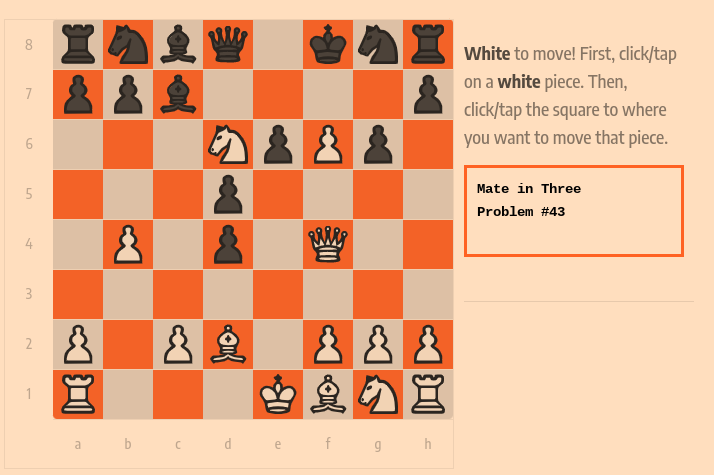 8
7
6
5
4
3
2
1
a b c d e f g h
White to move! First, click/tap
on a white piece. Then,
click/tap the square to where
you want to move that piece.
Mate in Three
Problem #43